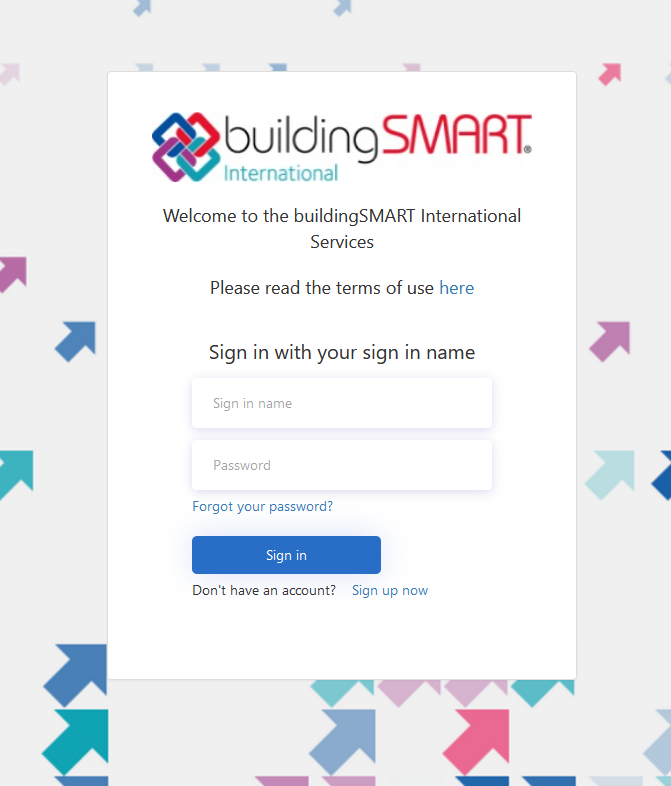 buildingSMART®
International
Welcome to the buildingSMART International
Services
Please read the terms of use here
Sign in with your sign in name
Sign in name
Password
Forgot your password?
Sign in
Don't have an account? Sign up now